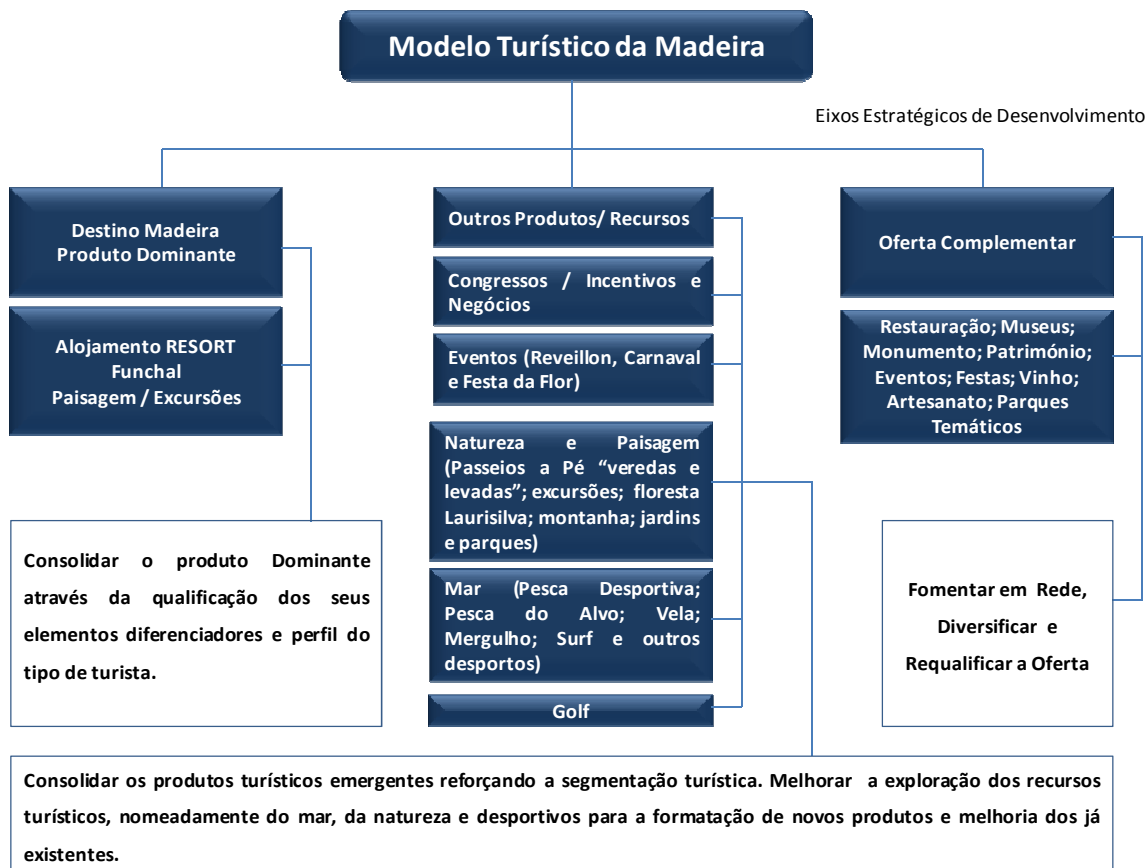 Modelo Turístico da Madeira
Eixos Estratégicos de Desenvolvimento
Destino Madeira
Produto Dominante
Alojamento RESORT
Funchal
Paisagem / Excursões
Consolidar o produto Dominante
através da qualificação dos seus
elementos diferenciadores e perfil do
tipo de turista.
Outros Produtos/ Recursos
Congressos / Incentivos e
Negócios
Eventos (Reveillon, Carnaval
e Festa da Flor)
Natureza e Paisagem
(Passeios a Pé “veredas e
levadas”; excursões; floresta
Laurisilva; montanha; jardins
e parques)
Mar (Pesca Desportiva;
Pesca do Alvo; Vela;
Mergulho; Surf e outros
desportos)
Golf
Oferta Complementar
Restauração; Museus;
Monumento; Património;
Eventos; Festas; Vinho;
Artesanato; Parques
Temáticos
Fomentar em Rede,
Diversificar e
Requalificar a Oferta
Consolidar os produtos turísticos emergentes reforçando a segmentação turística. Melhorar a exploração dos recursos
turísticos, nomeadamente do mar, da natureza e desportivos para a formatação de novos produtos e melhoria dos já
existentes.